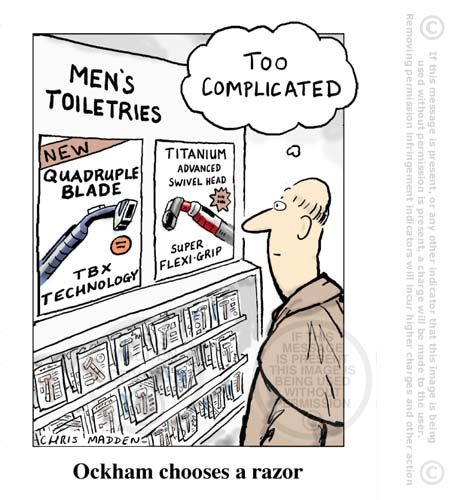 MEN'S
TOILETRIES
TOO
COMPLICATED
NEW
QUADRUPLE
BLADE
TBX
TECHNOLOGY
TITANIUM
ADVANCED
SWIVEL HEAD
SUPER
FLEXI-GRIP
CHRIS MADDEN
Ockham chooses a razor
©
If this message is present, or any other indicator that this image is being
used without permission is present, a charge will be made to the user.
Removing permission infringement indicators will incur higher charges and other action
©
IF THIS
MESSAGE
IS PRESENT
THIS IMAGE IS
BEING USED
WITHOUT
PERMISSION